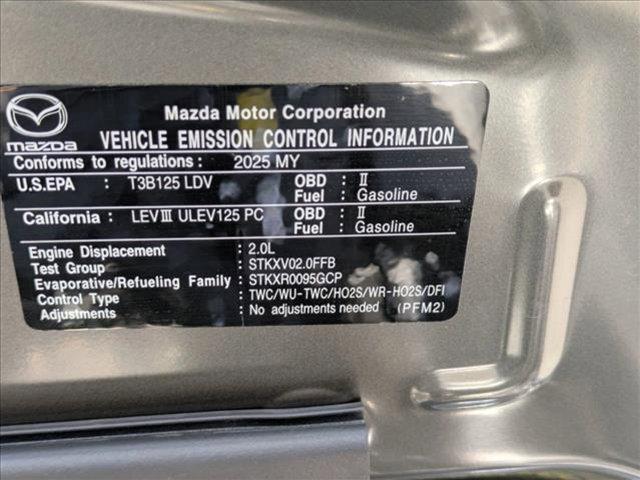 Mazda Motor Corporation
mazda VEHICLE EMISSION CONTROL INFORMATION
Conforms to regulations : 2025 MY
U.S.EPA : T3B125 LDV OBD : II
Fuel : Gasoline
California : LEVIII ULEV125 PC OBD : II
Fuel : Gasoline
Engine Displacement : 2.0L
Test Group : STKXV02.0FFB
Evaporative/Refueling Family : STKXR0095GCP
Control Type : TWC/WU-TWC/HO2S/WR-HO2S/DFI
Adjustments : No adjustments needed (PFM2)